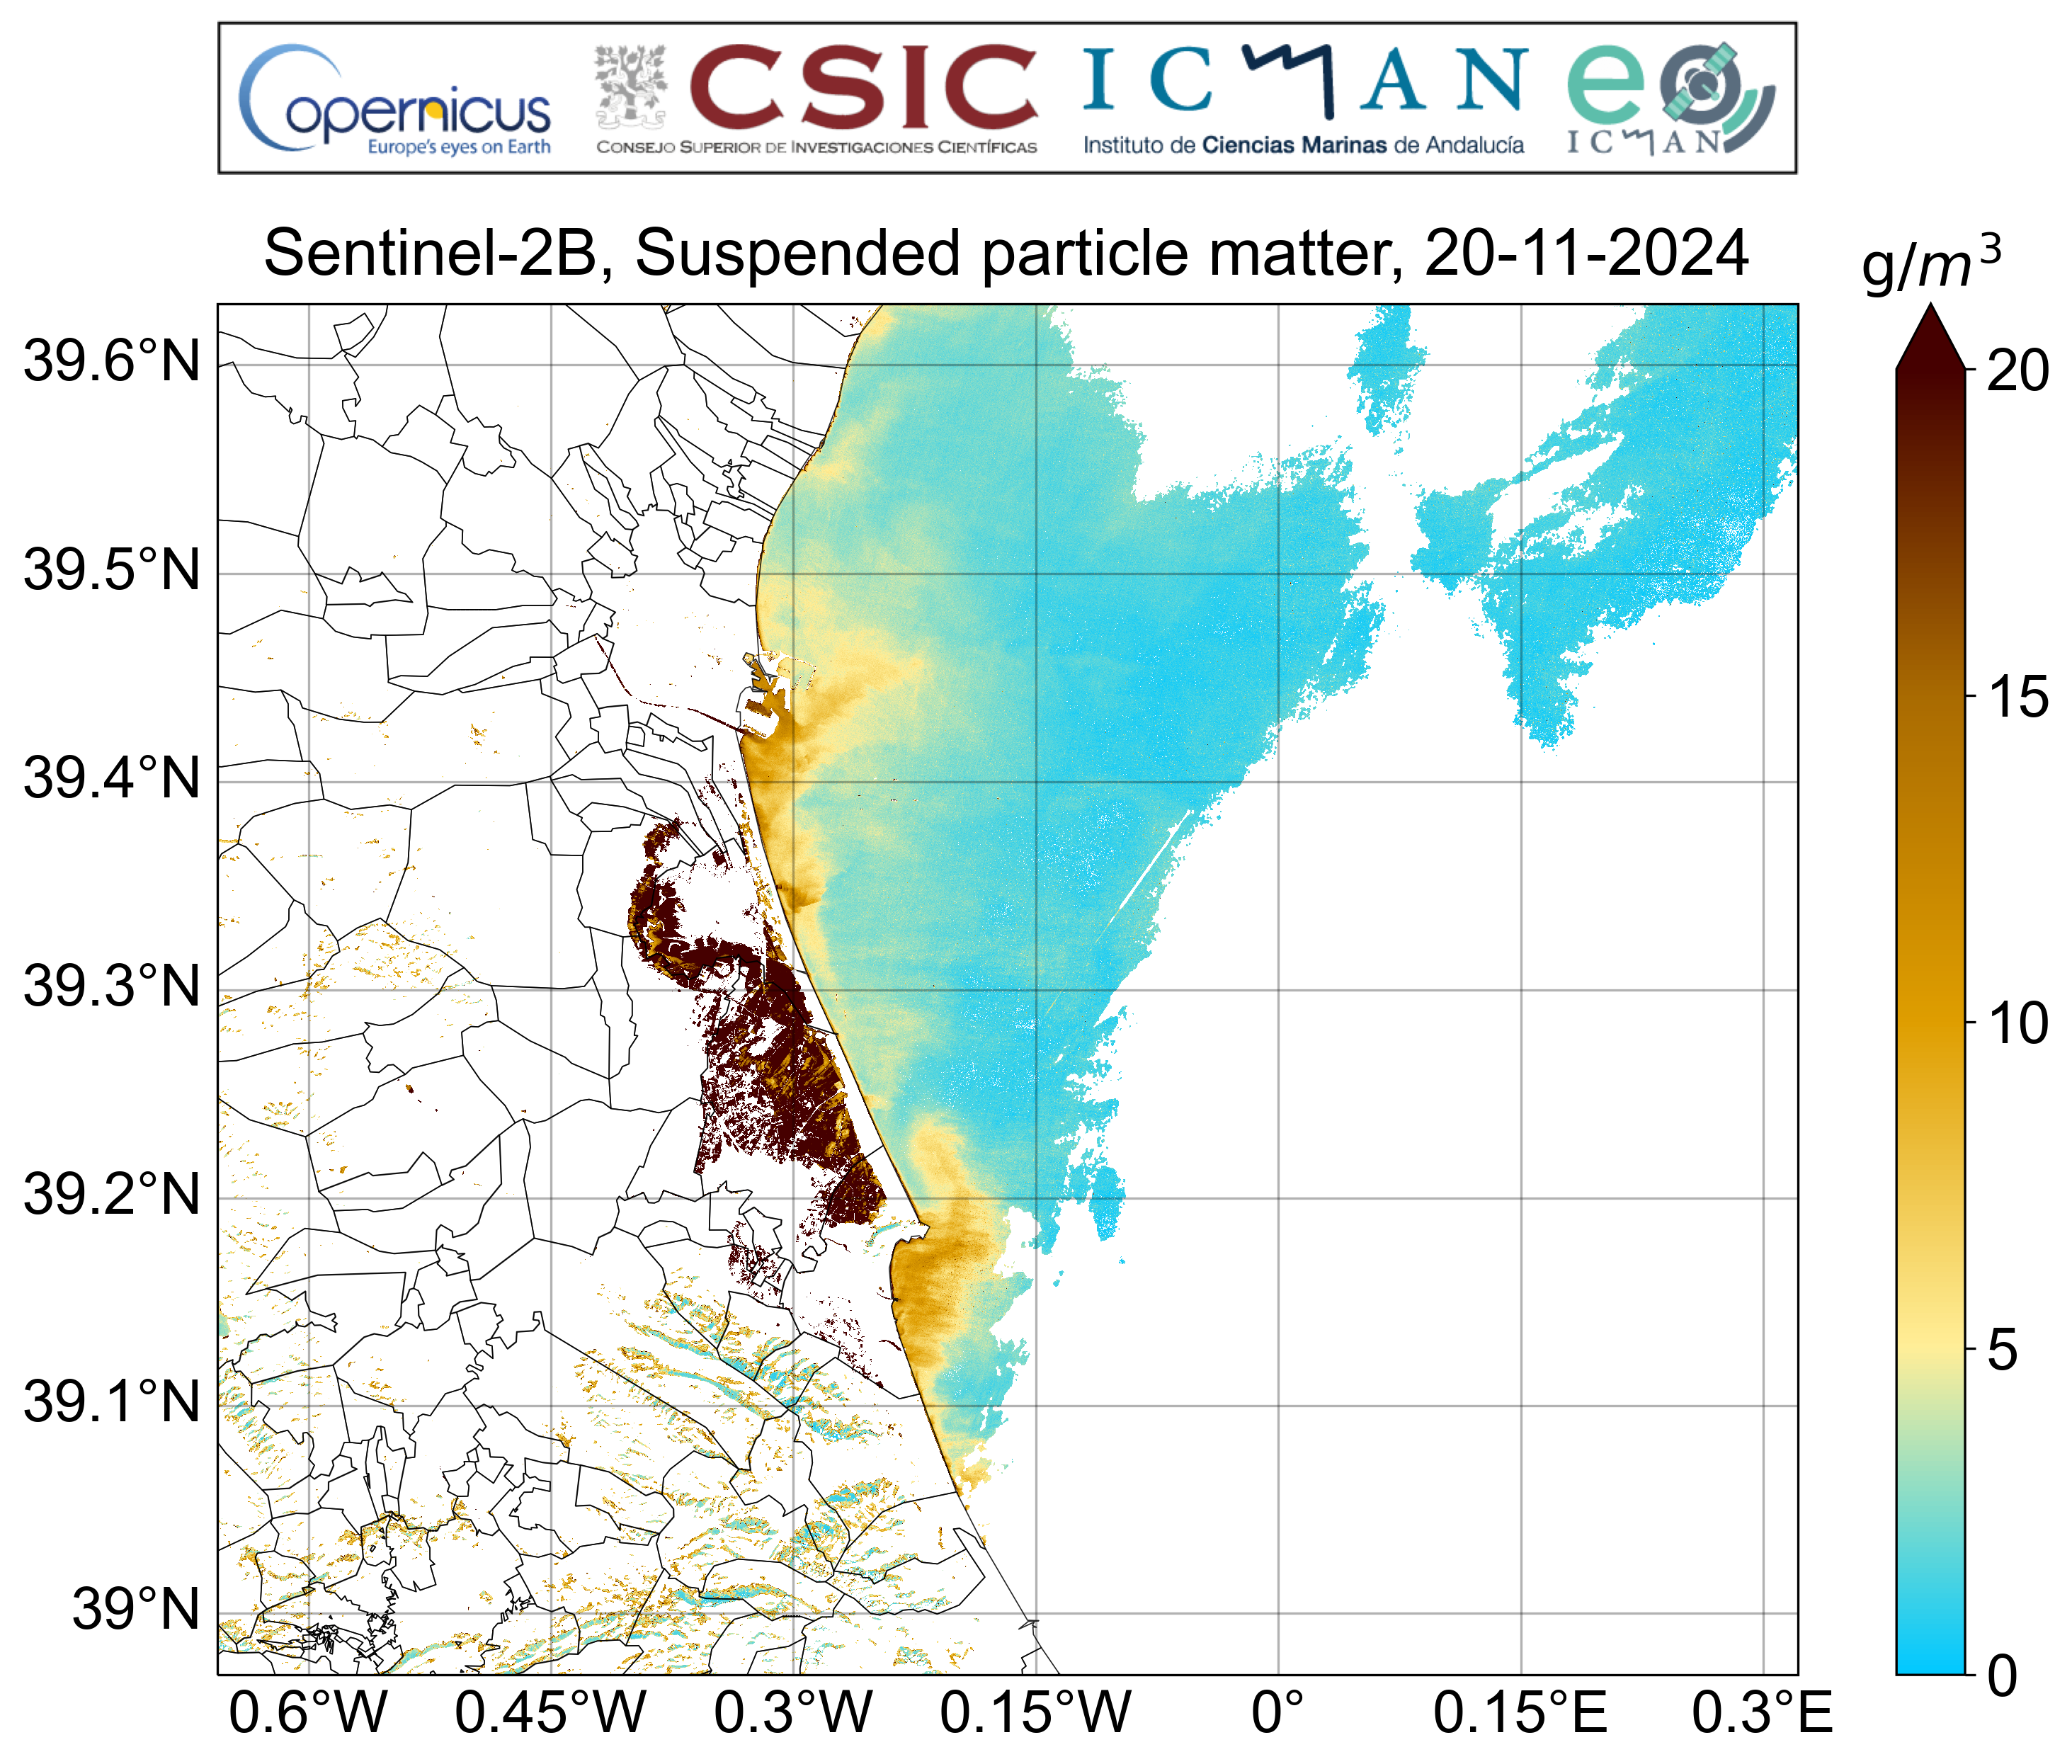 Copernicus
Europe's eyes on Earth
CSIC
CONSEJO SUPERIOR DE INVESTIGACIONES CIENTÍFICAS
ICMAN
Instituto de Ciencias Marinas de Andalucía
eo
ICMAN
Sentinel-2B, Suspended particle matter, 20-11-2024
g/m³
39.6°N
39.5°N
39.4°N
39.3°N
39.2°N
39.1°N
39°N
0.6°W
0.45°W
0.3°W
0.15°W
0°
0.15°E
0.3°E
20
15
10
5
0